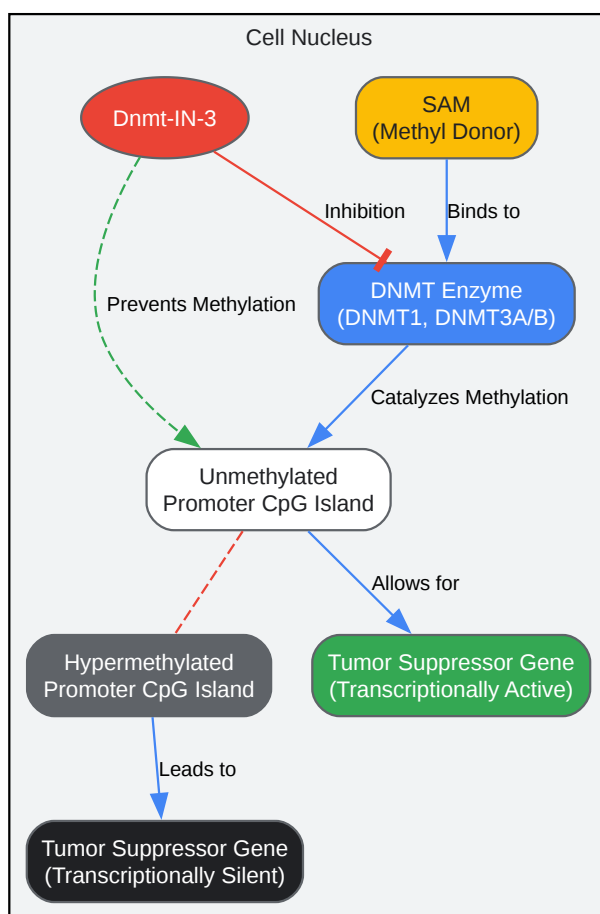 Cell Nucleus
Dnmt-IN-3
SAM
(Methyl Donor)
Inhibition
Binds to
DNMT Enzyme
(DNMT1, DNMT3A/B)
Prevents Methylation
Catalyzes Methylation
Unmethylated
Promoter CpG Island
Allows for
Hypermethylated
Promoter CpG Island
Tumor Suppressor Gene
(Transcriptionally Active)
Leads to
Tumor Suppressor Gene
(Transcriptionally Silent)